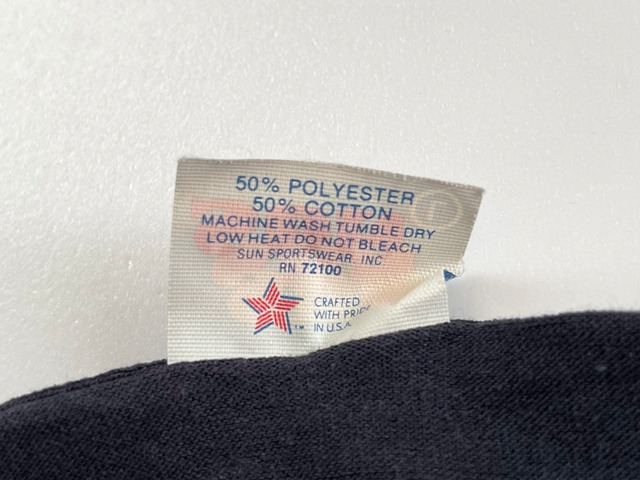 50% POLYESTER
50% COTTON
MACHINE WASH TUMBLE DRY
LOW HEAT DO NOT BLEACH
SUN SPORTSWEAR, INC
RN 72100
CRAFTED
WITH PRIDE
IN U.S.A.
TM